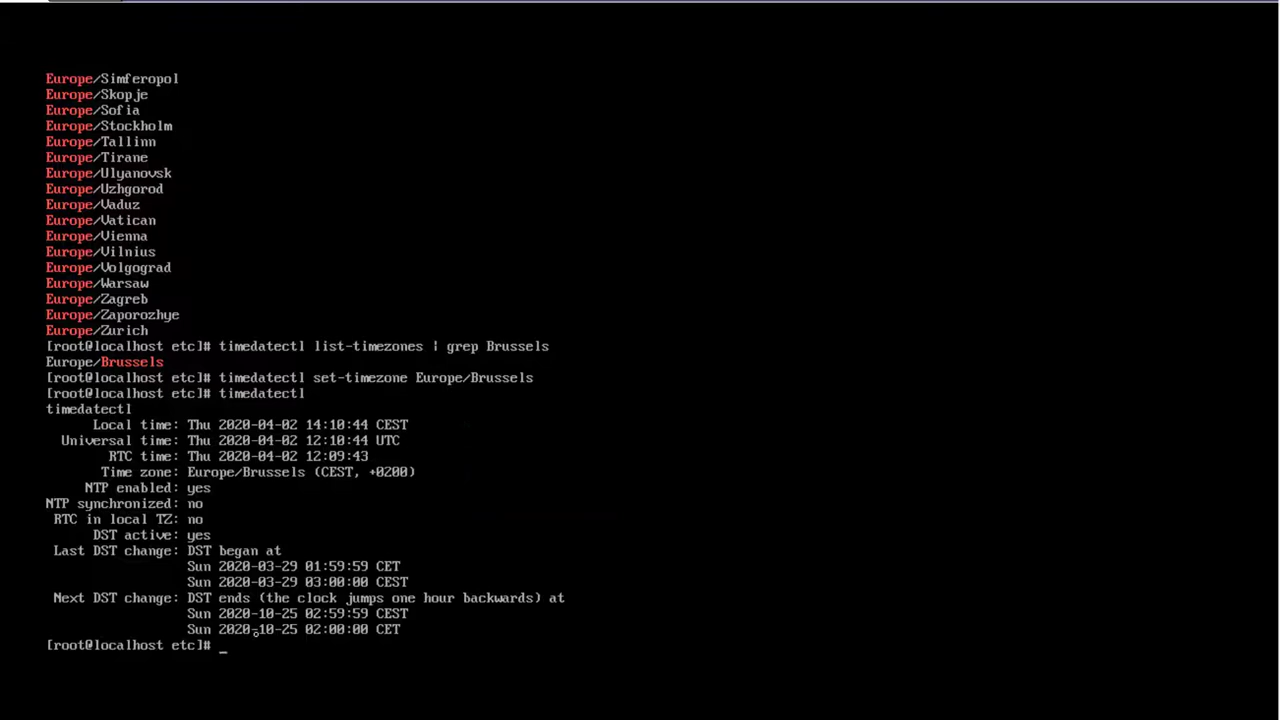 Europe/Simferopol
Europe/Skopje
Europe/Sofia
Europe/Stockholm
Europe/Tallinn
Europe/Tirane
Europe/Ulyanovsk
Europe/Uzhgorod
Europe/Vaduz
Europe/Vatican
Europe/Vienna
Europe/Vilnius
Europe/Volgograd
Europe/Warsaw
Europe/Zagreb
Europe/Zaporozhye
Europe/Zurich
[root@localhost etc]# timedatectl list-timezones | grep Brussels
Europe/Brussels
[root@localhost etc]# timedatectl set-timezone Europe/Brussels
[root@localhost etc]# timedatectl
timedatectl
Local time: Thu 2020-04-02 14:10:44 CEST
Universal time: Thu 2020-04-02 12:10:44 UTC
RTC time: Thu 2020-04-02 12:09:43
Time zone: Europe/Brussels (CEST, +0200)
NTP enabled: yes
NTP synchronized: no
RTC in local TZ: no
DST active: yes
Last DST change: DST began at
Sun 2020-03-29 01:59:59 CET
Sun 2020-03-29 03:00:00 CEST
Next DST change: DST ends (the clock jumps one hour backwards) at
Sun 2020-10-25 02:59:59 CEST
Sun 2020-10-25 02:00:00 CET
[root@localhost etc]# _